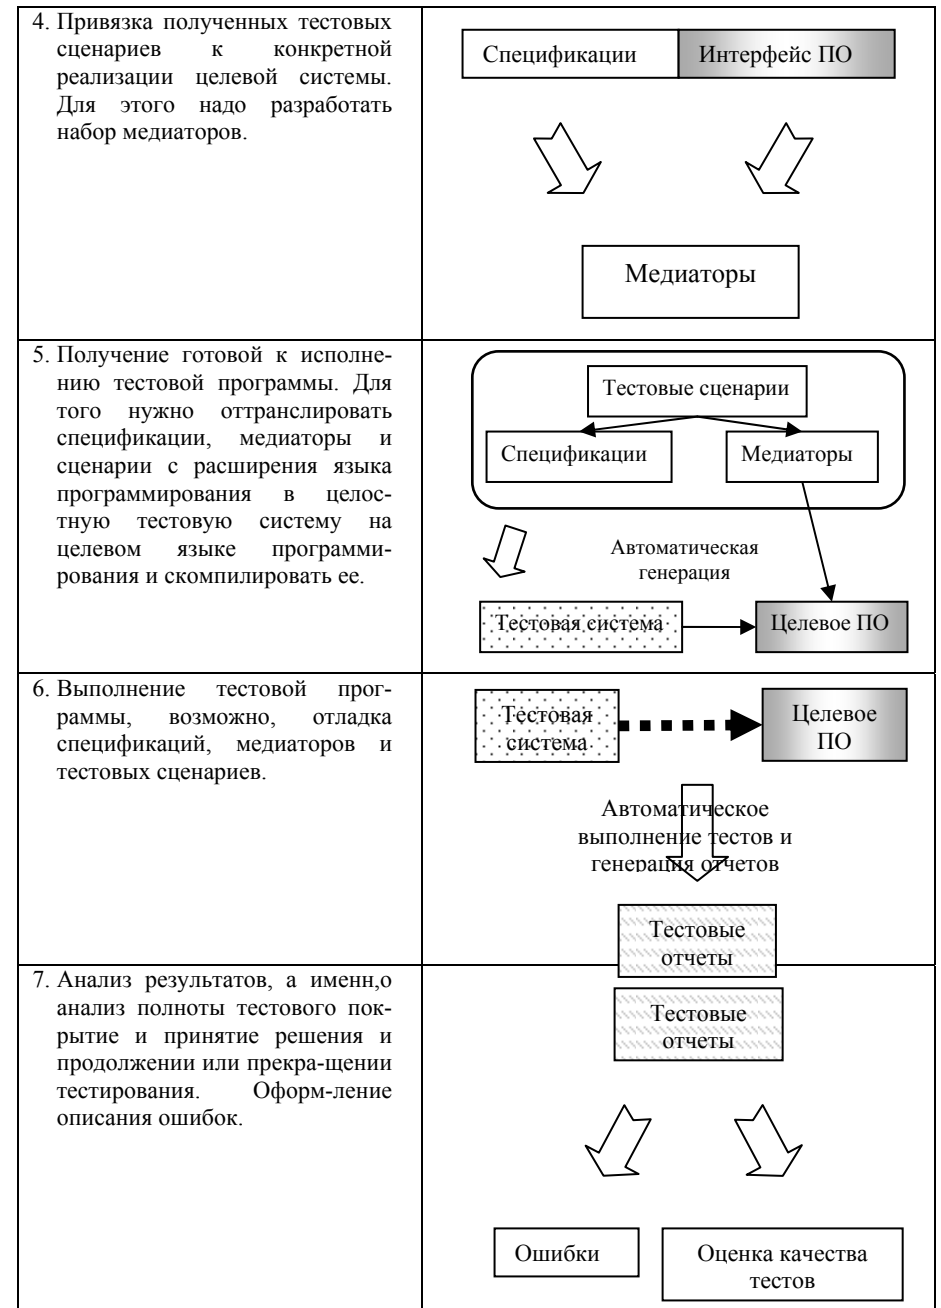 4. Привязка полученных тестовых
сценариев к конкретной
реализации целевой системы.
Для этого надо разработать
набор медиаторов.
Спецификации
Интерфейс ПО
Медиаторы
5. Получение готовой к исполне-
нию тестовой программы. Для
того нужно оттранслировать
спецификации, медиаторы и
сценарии с расширения языка
программирования в целос-
тную тестовую систему на
целевом языке программи-
рования и скомпилировать ее.
Тестовые сценарии
Спецификации
Медиаторы
Автоматическая
генерация
Тестовая система
Целевое ПО
6. Выполнение тестовой прог-
раммы, возможно, отладка
спецификаций, медиаторов и
тестовых сценариев.
Тестовая
система
Целевое
ПО
Автоматическое
выполнение тестов и
генерация отчетов
Тестовые
отчеты
7. Анализ результатов, а именн,о
анализ полноты тестового пок-
рытие и принятие решения и
продолжении или прекра-щении
тестирования. Оформ-ление
описания ошибок.
Тестовые
отчеты
Ошибки
Оценка качества
тестов